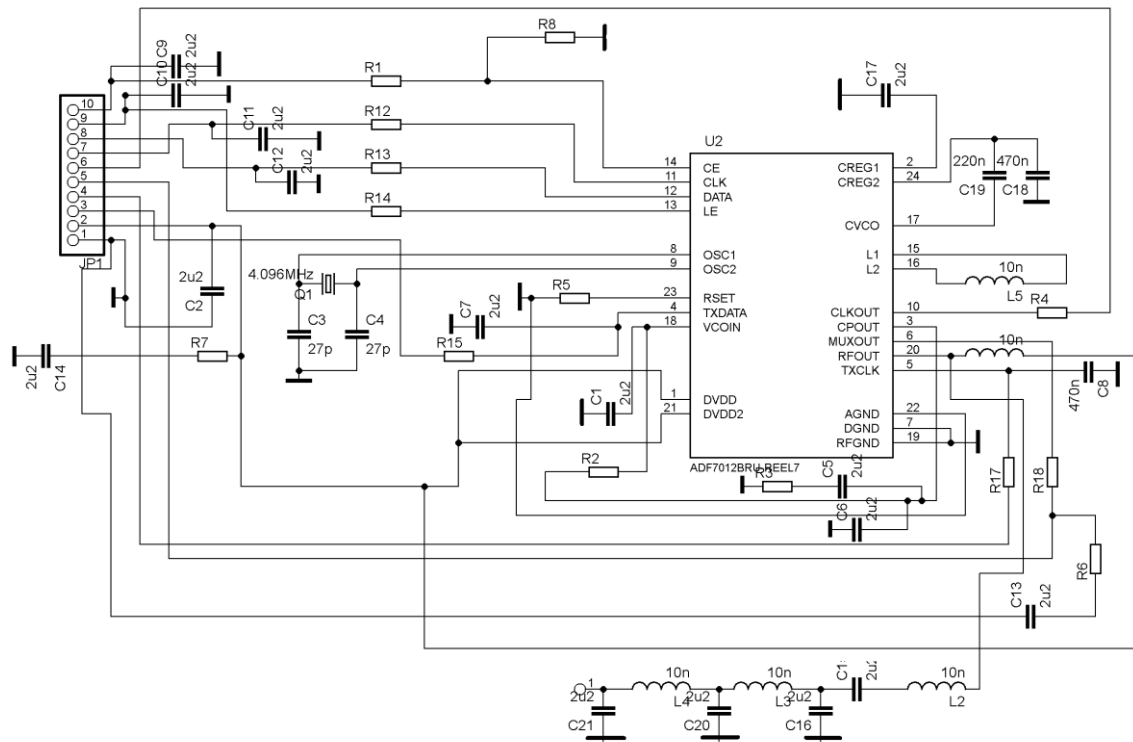 R8
C9
2u2
C10
2u2
R1
C17
2u2
10
9
8
7
6
5
4
3
2
1
JP1
C11
2u2
R12
C12
2u2
R13
R14
U2
14 CE CREG1 2
11 CLK CREG2 24
12 DATA
13 LE CVCO 17
8 OSC1 L1 15
9 OSC2 L2 16
23 RSET CLKOUT 10
4 TXDATA CPOUT 3
18 VCOIN MUXOUT 6
RFOUT 20
TXCLK 5
1 DVDD
21 DVDD2 AGND 22
DGND 7
RFGND 19
ADF7012BRU-REEL7
220n 470n
C19 C18
10n
L5
R4
10n
470n
C8
2u2
C2
4.096MHz
Q1
C3
27p
C4
27p
R5
C7
2u2
R15
R7
2u2
C14
C1
2u2
R2
R3
C5
2u2
C6
2u2
R17
R18
R6
C13
2u2
1
2u2
C21
10n
L4
2u2
C20
10n
L3
2u2
C16
2u2
10n
L2